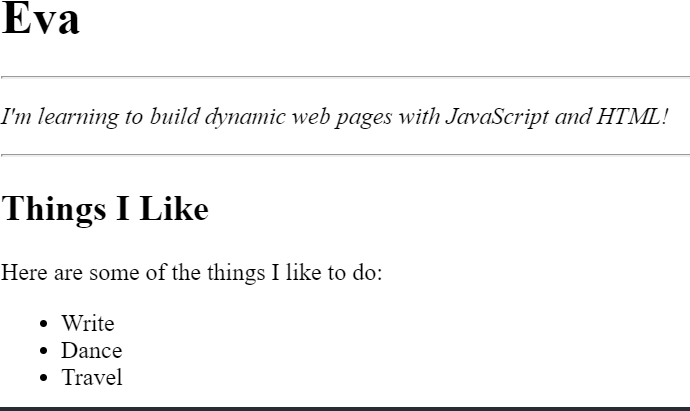 Eva
I'm learning to build dynamic web pages with JavaScript and HTML!
Things I Like
Here are some of the things I like to do:
• Write
• Dance
• Travel